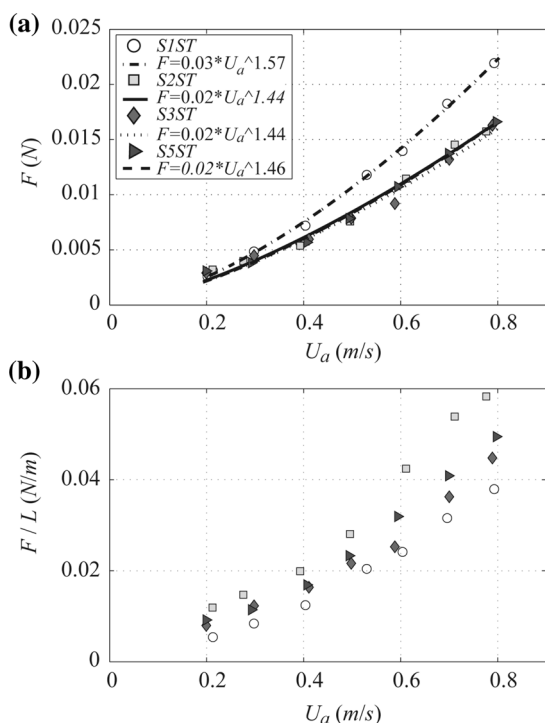 (a)
0.025
0.02
0.015
0.01
0.005
0
F (N)
S1ST
F=0.03*Ua^1.57
S2ST
F=0.02*Ua^1.44
S3ST
F=0.02*Ua^1.44
S5ST
F=0.02*Ua^1.46
0 0.2 0.4 0.6 0.8
Ua (m/s)
(b)
0.06
0.04
0.02
0
F / L (N/m)
0 0.2 0.4 0.6 0.8
Ua (m/s)